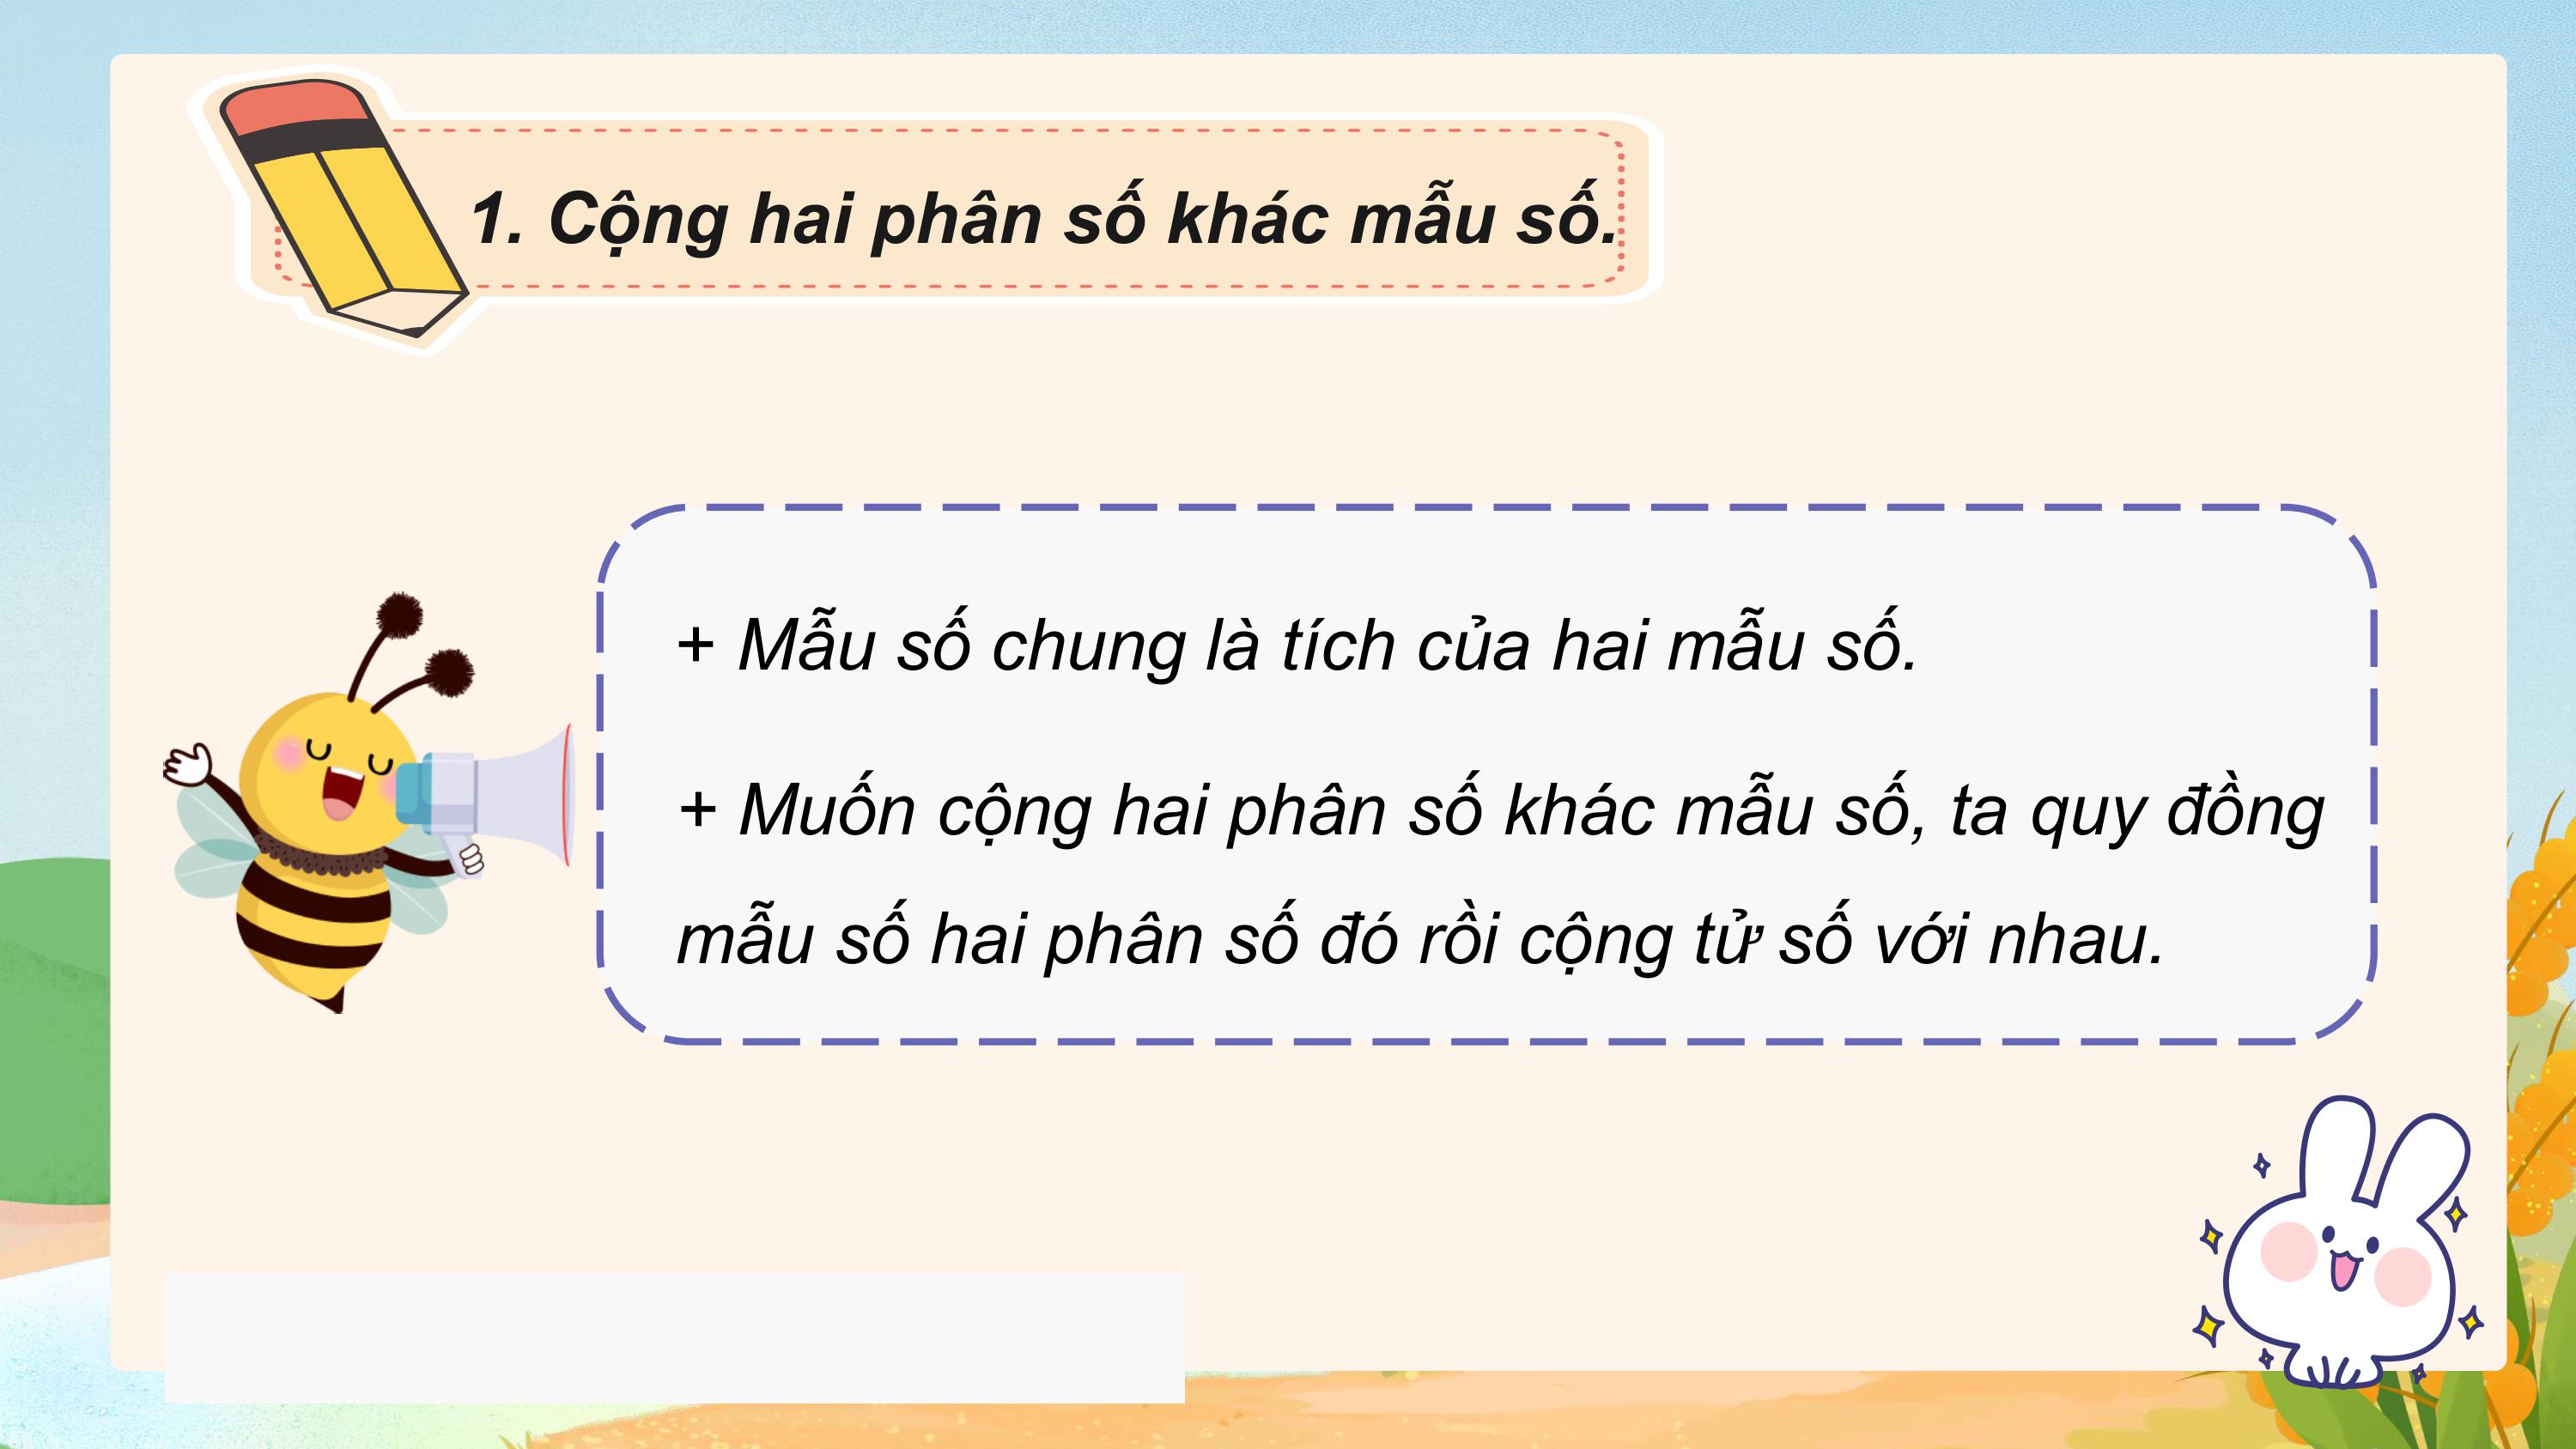 1. Cộng hai phân số khác mẫu số.
+ Mẫu số chung là tích của hai mẫu số.
+ Muốn cộng hai phân số khác mẫu số, ta quy đồng
mẫu số hai phân số đó rồi cộng tử số với nhau.